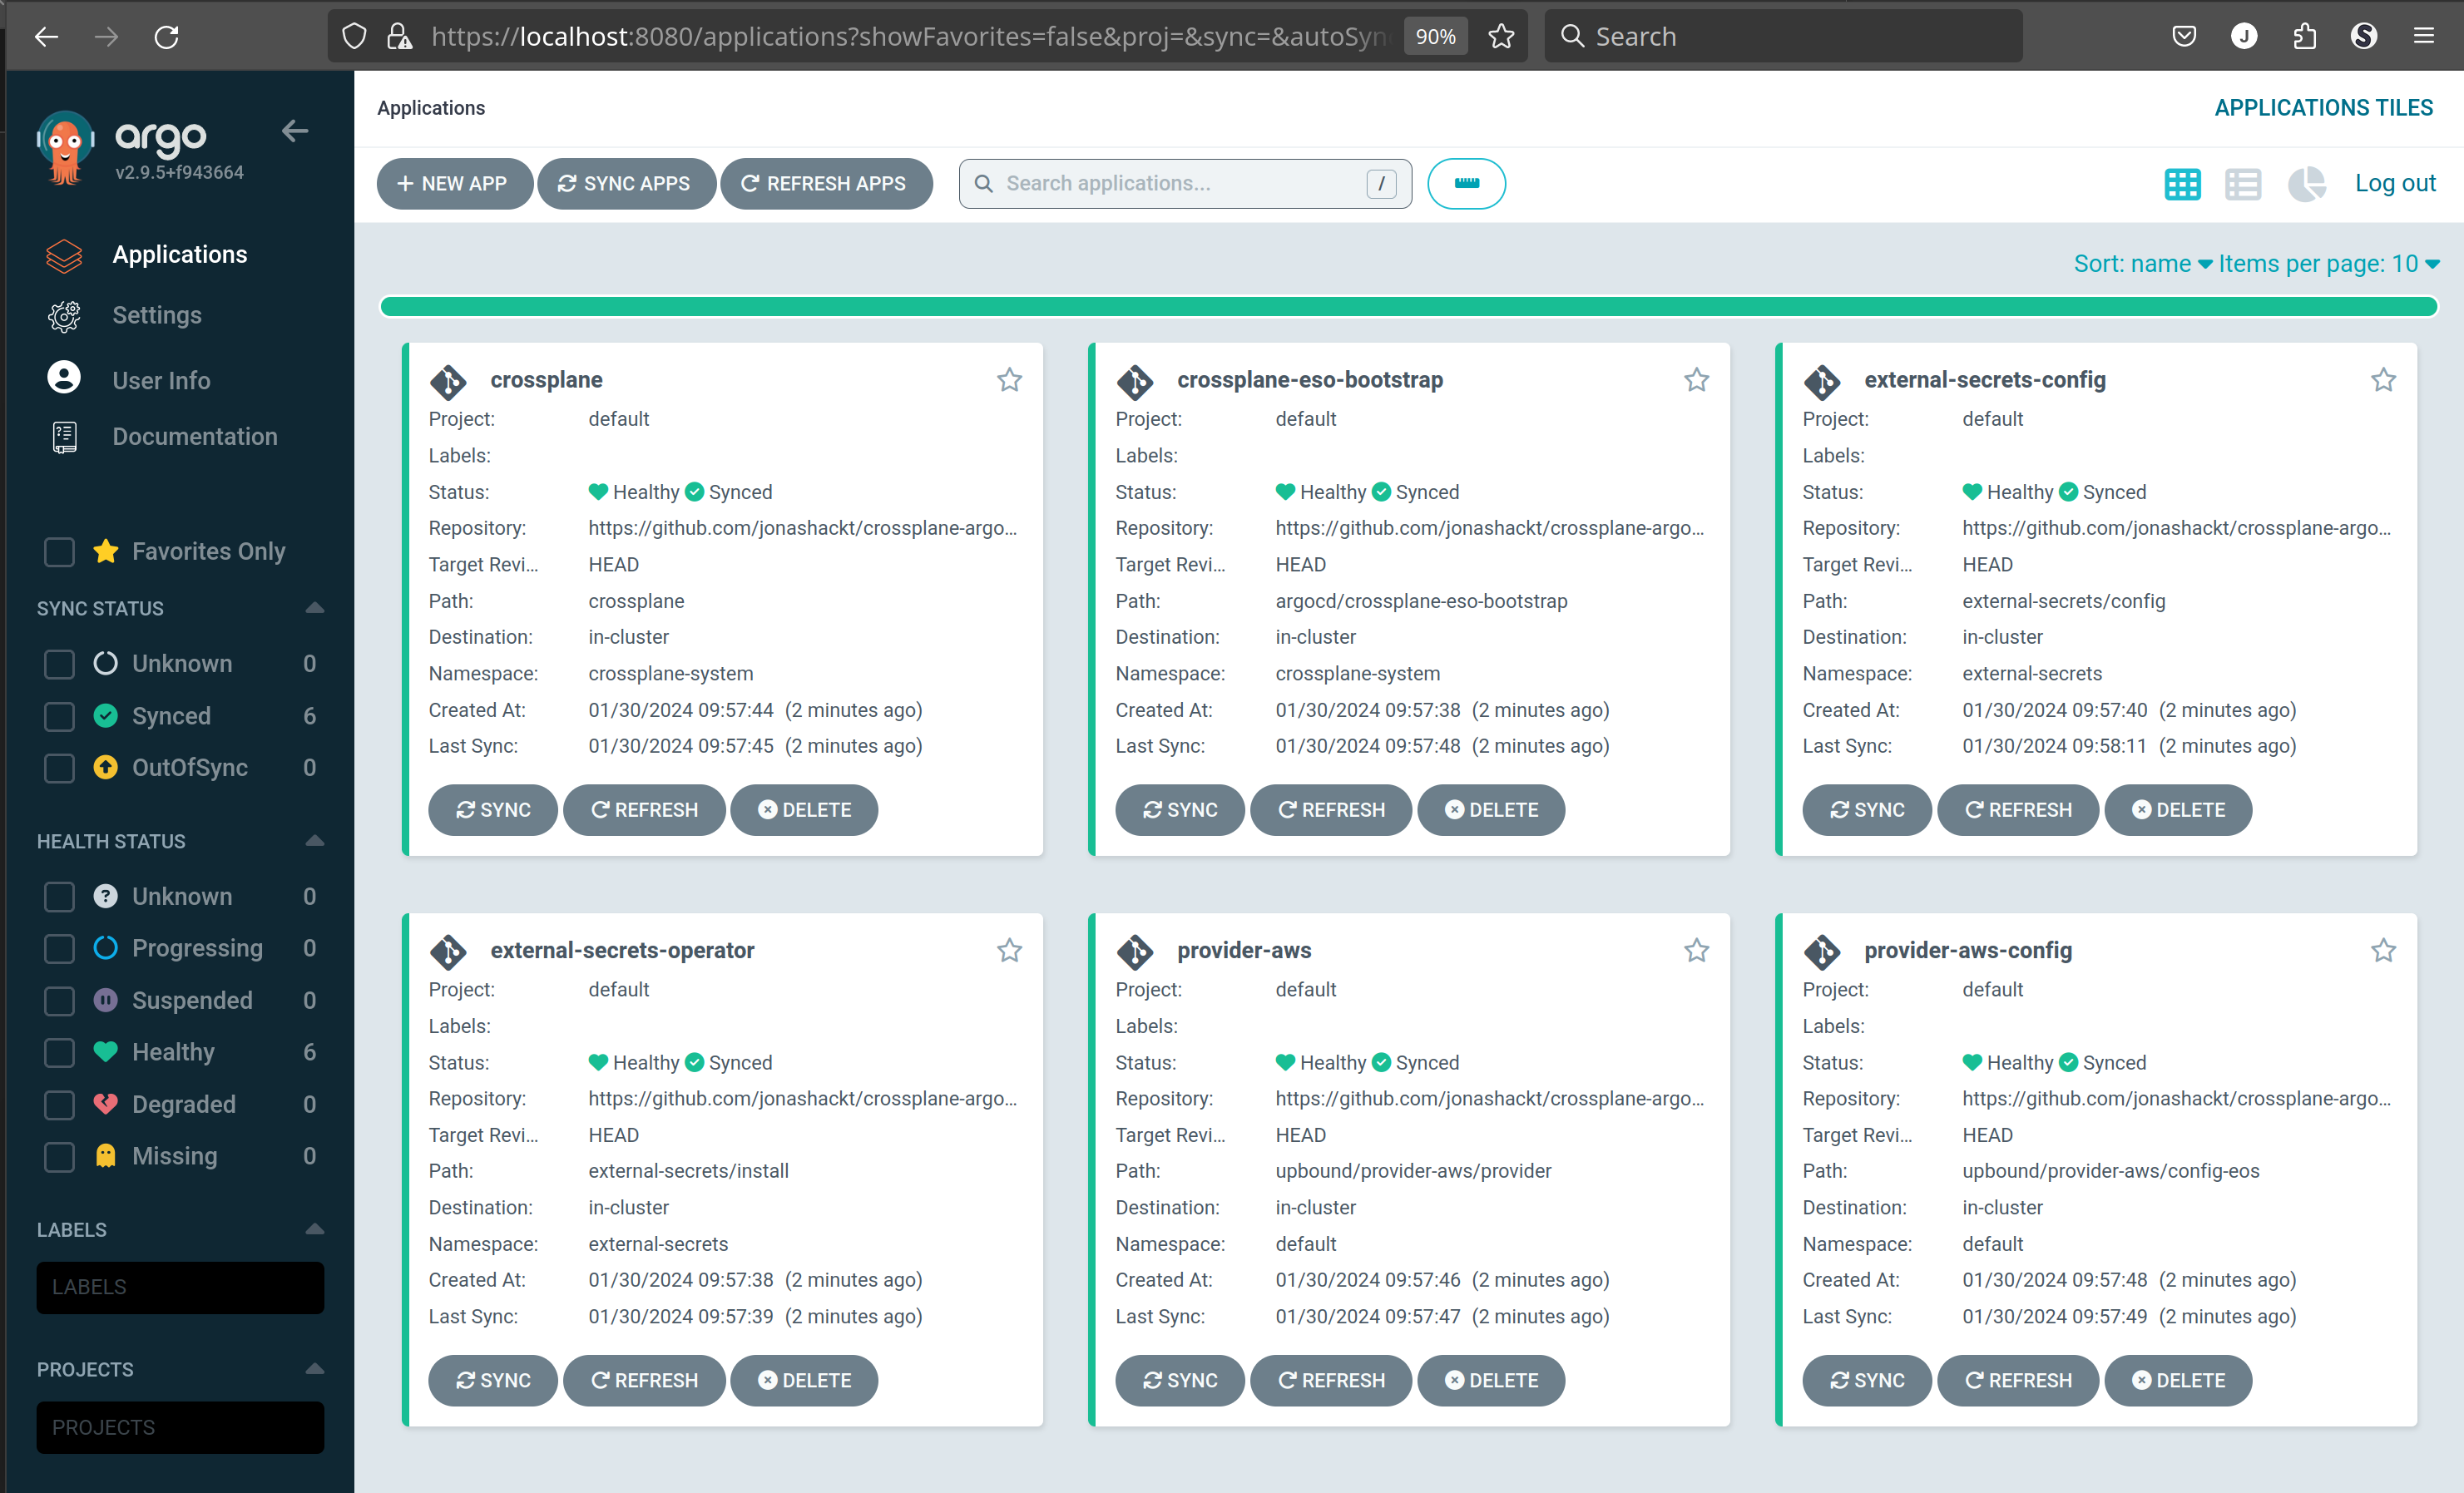 https://localhost:8080/applications?showFavorites=false&proj=&sync=&autoSyn
90%
Search
J
S
argo
v2.9.5+f943664
Applications
Settings
User Info
Documentation
Favorites Only
SYNC STATUS
Unknown 0
Synced 6
OutOfSync 0
HEALTH STATUS
Unknown 0
Progressing 0
Suspended 0
Healthy 6
Degraded 0
Missing 0
LABELS
LABELS
PROJECTS
PROJECTS
Applications
APPLICATIONS TILES
+ NEW APP
SYNC APPS
REFRESH APPS
Search applications...
/
Log out
Sort: name Items per page: 10
crossplane
Project: default
Labels:
Status: Healthy Synced
Repository: https://github.com/jonashackt/crossplane-argo...
Target Revi... HEAD
Path: crossplane
Destination: in-cluster
Namespace: crossplane-system
Created At: 01/30/2024 09:57:44 (2 minutes ago)
Last Sync: 01/30/2024 09:57:45 (2 minutes ago)
SYNC REFRESH DELETE
crossplane-eso-bootstrap
Project: default
Labels:
Status: Healthy Synced
Repository: https://github.com/jonashackt/crossplane-argo...
Target Revi... HEAD
Path: argocd/crossplane-eso-bootstrap
Destination: in-cluster
Namespace: crossplane-system
Created At: 01/30/2024 09:57:38 (2 minutes ago)
Last Sync: 01/30/2024 09:57:48 (2 minutes ago)
SYNC REFRESH DELETE
external-secrets-config
Project: default
Labels:
Status: Healthy Synced
Repository: https://github.com/jonashackt/crossplane-argo...
Target Revi... HEAD
Path: external-secrets/config
Destination: in-cluster
Namespace: external-secrets
Created At: 01/30/2024 09:57:40 (2 minutes ago)
Last Sync: 01/30/2024 09:58:11 (2 minutes ago)
SYNC REFRESH DELETE
external-secrets-operator
Project: default
Labels:
Status: Healthy Synced
Repository: https://github.com/jonashackt/crossplane-argo...
Target Revi... HEAD
Path: external-secrets/install
Destination: in-cluster
Namespace: external-secrets
Created At: 01/30/2024 09:57:38 (2 minutes ago)
Last Sync: 01/30/2024 09:57:39 (2 minutes ago)
SYNC REFRESH DELETE
provider-aws
Project: default
Labels:
Status: Healthy Synced
Repository: https://github.com/jonashackt/crossplane-argo...
Target Revi... HEAD
Path: upbound/provider-aws/provider
Destination: in-cluster
Namespace: default
Created At: 01/30/2024 09:57:46 (2 minutes ago)
Last Sync: 01/30/2024 09:57:47 (2 minutes ago)
SYNC REFRESH DELETE
provider-aws-config
Project: default
Labels:
Status: Healthy Synced
Repository: https://github.com/jonashackt/crossplane-argo...
Target Revi... HEAD
Path: upbound/provider-aws/config-eos
Destination: in-cluster
Namespace: default
Created At: 01/30/2024 09:57:48 (2 minutes ago)
Last Sync: 01/30/2024 09:57:49 (2 minutes ago)
SYNC REFRESH DELETE